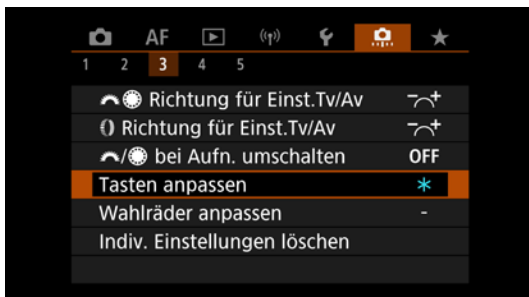 AF
1 2 3 4 5
Richtung für Einst.Tv/Av -+
Richtung für Einst.Tv/Av -+
/ bei Aufn. umschalten OFF
Tasten anpassen *
Wahlräder anpassen -
Indiv. Einstellungen löschen